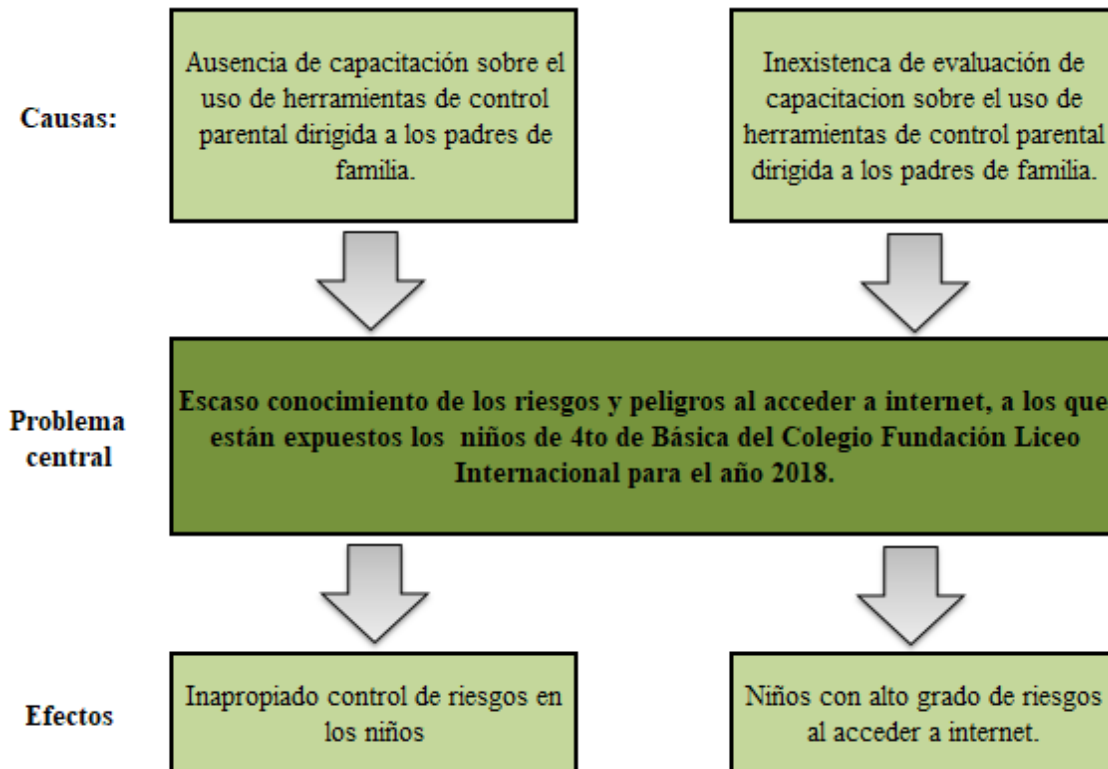 Causas:
Ausencia de capacitación sobre el
uso de herramientas de control
parental dirigida a los padres de
familia.
Inexistenca de evaluación de
capacitacion sobre el uso de
herramientas de control parental
dirigida a los padres de familia.
Problema
central
Escaso conocimiento de los riesgos y peligros al acceder a internet, a los que
están expuestos los niños de 4to de Básica del Colegio Fundación Liceo
Internacional para el año 2018.
Efectos
Inapropiado control de riesgos en
los niños
Niños con alto grado de riesgos
al acceder a internet.